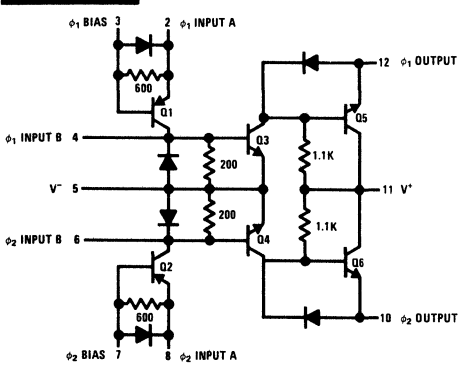 ϕ1 BIAS 3 2 ϕ1 INPUT A
12 ϕ1 OUTPUT
600
Q1
Q5
ϕ1 INPUT B 4
Q3
200
1.1K
V⁻ 5
11 V⁺
200
1.1K
ϕ2 INPUT B 6
Q4
Q2
Q6
600
10 ϕ2 OUTPUT
ϕ2 BIAS 7 8 ϕ2 INPUT A